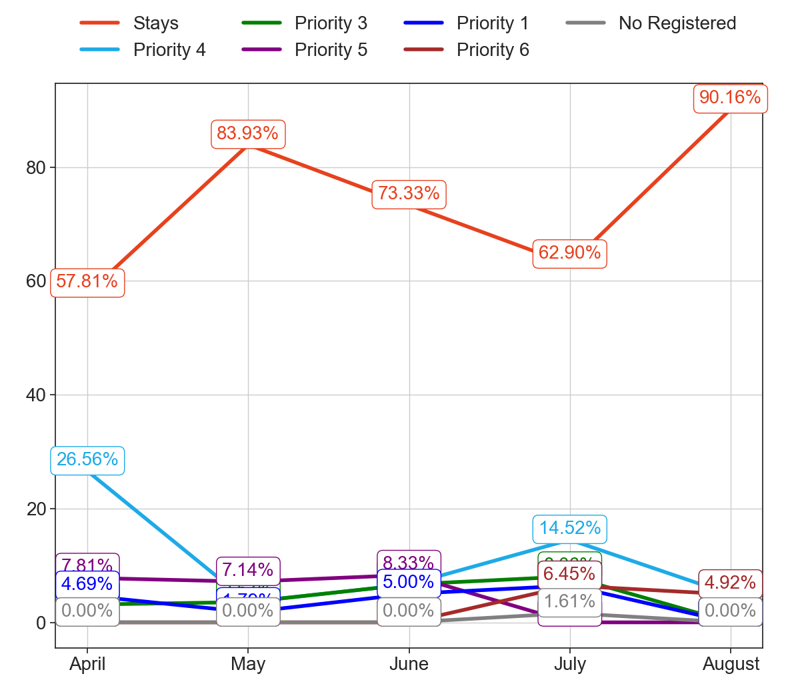 Stays Priority 3 Priority 1 No Registered
Priority 4 Priority 5 Priority 6
90.16%
83.93%
80
73.33%
62.90%
60 57.81%
40
26.56%
20
14.52%
7.81% 7.14% 8.33%
4.69% 5.00% 6.45% 4.92%
1.61%
0.00% 0.00% 0.00% 0.00%
0
April May June July August